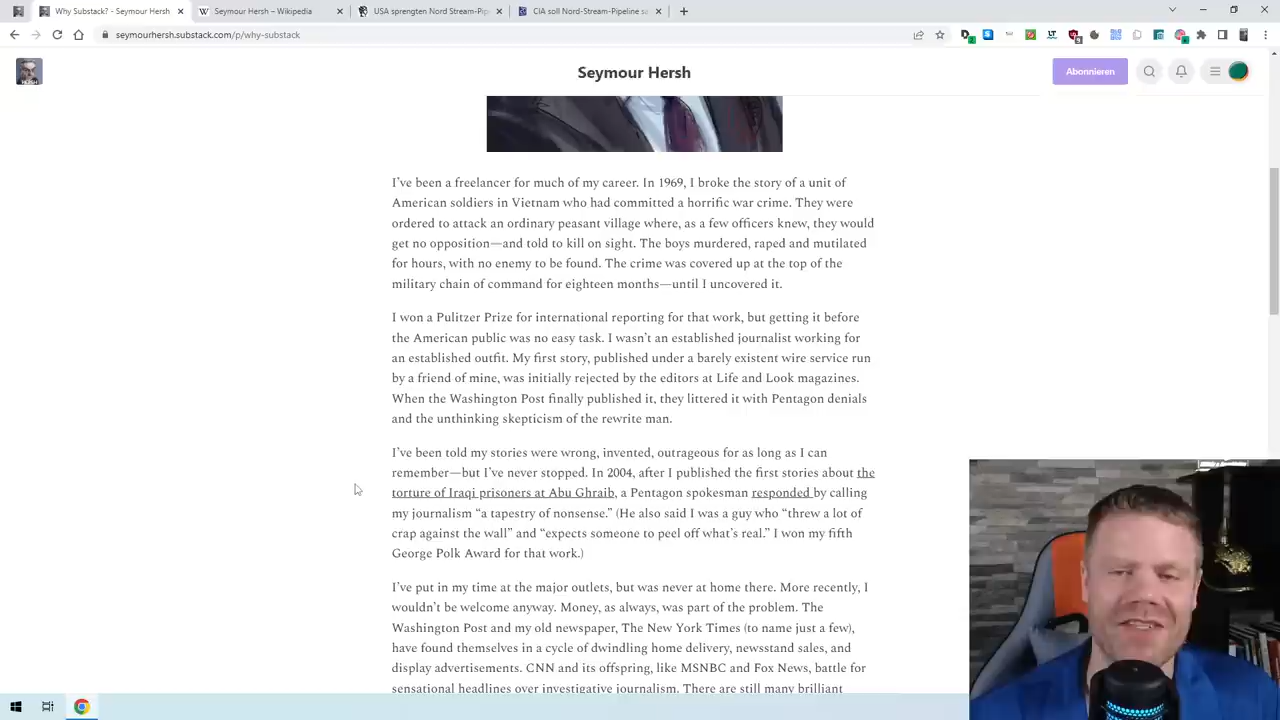 Why Substack? - Seymour Hersh
Seymour Hersh – Wikipedia
USA sprengten Nord Stream-Pip
CIA soll Nord-Stream-Pipeline sa
seymourhersh.substack.com/p/why-substack
Seymour Hersh
Abonnieren
I’ve been a freelancer for much of my career. In 1969, I broke the story of a unit of
American soldiers in Vietnam who had committed a horrific war crime. They were
ordered to attack an ordinary peasant village where, as a few officers knew, they would
get no opposition—and told to kill on sight. The boys murdered, raped and mutilated
for hours, with no enemy to be found. The crime was covered up at the top of the
military chain of command for eighteen months—until I uncovered it.
I won a Pulitzer Prize for international reporting for that work, but getting it before
the American public was no easy task. I wasn’t an established journalist working for
an established outfit. My first story, published under a barely existent wire service run
by a friend of mine, was initially rejected by the editors at Life and Look magazines.
When the Washington Post finally published it, they littered it with Pentagon denials
and the unthinking skepticism of the rewrite man.
I’ve been told my stories were wrong, invented, outrageous for as long as I can
remember—but I’ve never stopped. In 2004, after I published the first stories about the
torture of Iraqi prisoners at Abu Ghraib, a Pentagon spokesman responded by calling
my journalism “a tapestry of nonsense.” (He also said I was a guy who “threw a lot of
crap against the wall” and “expects someone to peel off what’s real.” I won my fifth
George Polk Award for that work.)
I’ve put in my time at the major outlets, but was never at home there. More recently, I
wouldn’t be welcome anyway. Money, as always, was part of the problem. The
Washington Post and my old newspaper, The New York Times (to name just a few),
have found themselves in a cycle of dwindling home delivery, newsstand sales, and
display advertisements. CNN and its offspring, like MSNBC and Fox News, battle for
sensational headlines over investigative journalism. There are still many brilliant